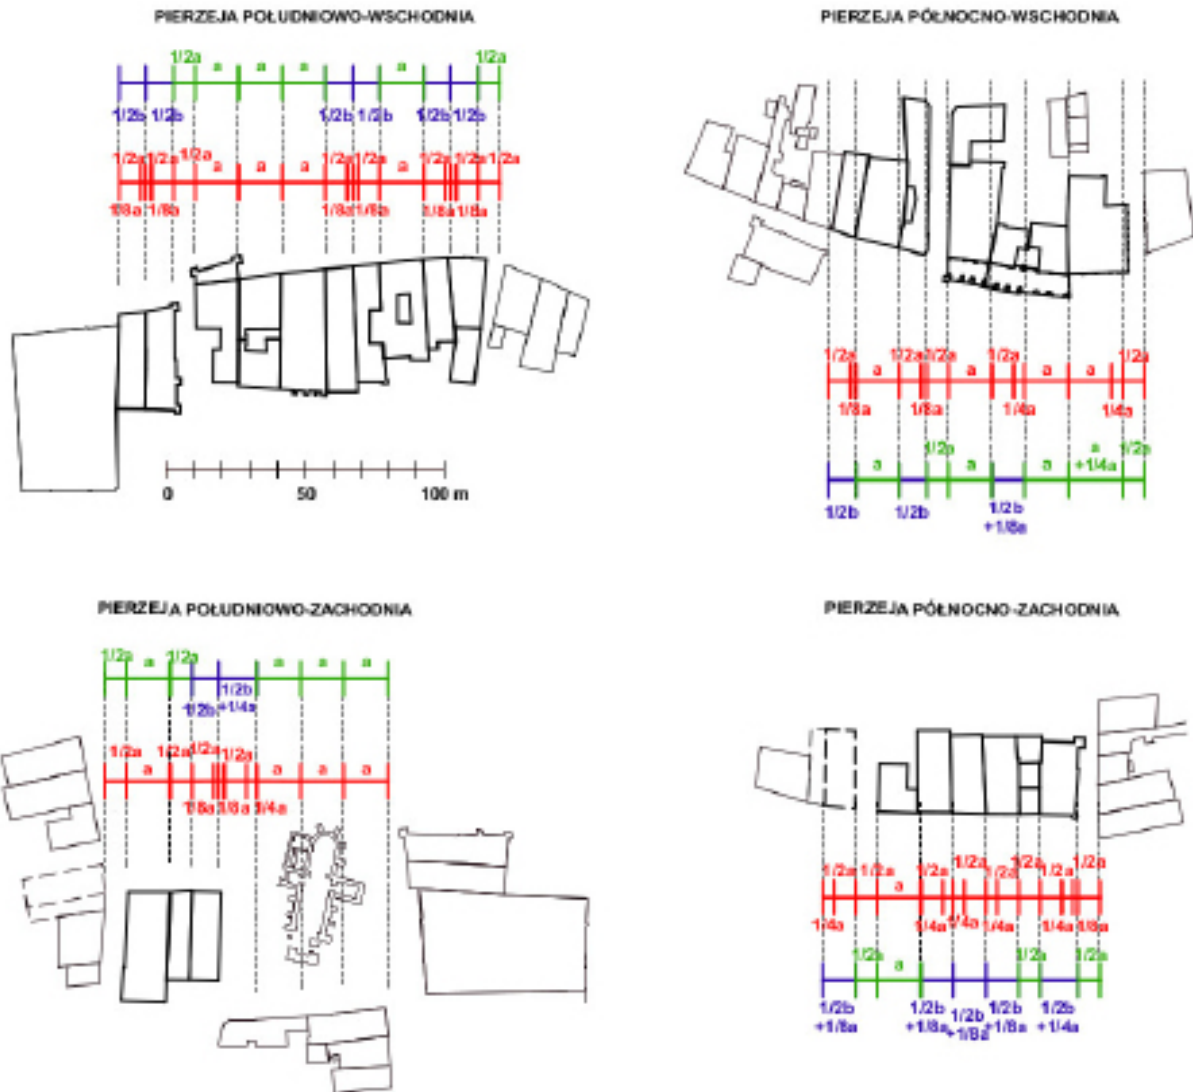 PIERZEJA POŁUDNIOWO-WSCHODNIA
1/2a
a a a a 1/2a
1/2b 1/2b 1/2b 1/2b 1/2b 1/2b
1/2a 1/2a 1/2a a a a 1/2a 1/2a a 1/2a 1/2a 1/2a
1/8a 1/8a 1/8a 1/8a 1/8a 1/8a
0 50 100 m
PIERZEJA PÓŁNOCNO-WSCHODNIA
1/2a a 1/2a 1/2a a 1/2a a a 1/2a
1/8a 1/8a 1/4a 1/4a
1/2a a 1/2a
a a a +1/4a
1/2b 1/2b 1/2b
+1/8a
PIERZEJA POŁUDNIOWO-ZACHODNIA
1/2a a 1/2a a a a
1/2b
1/2b +1/4a
1/2a a 1/2a 1/2a 1/2a a a a
1/8a 1/8a 1/4a
PIERZEJA PÓŁNOCNO-ZACHODNIA
1/2a 1/2a a 1/2a 1/2a 1/2a 1/2a 1/2a 1/2a
1/4a 1/4a 1/4a 1/4a 1/4a 1/8a
1/2a a 1/2a 1/2a
1/2b 1/2b 1/2b 1/2b 1/2b
+1/8a +1/8a +1/8a +1/8a +1/4a